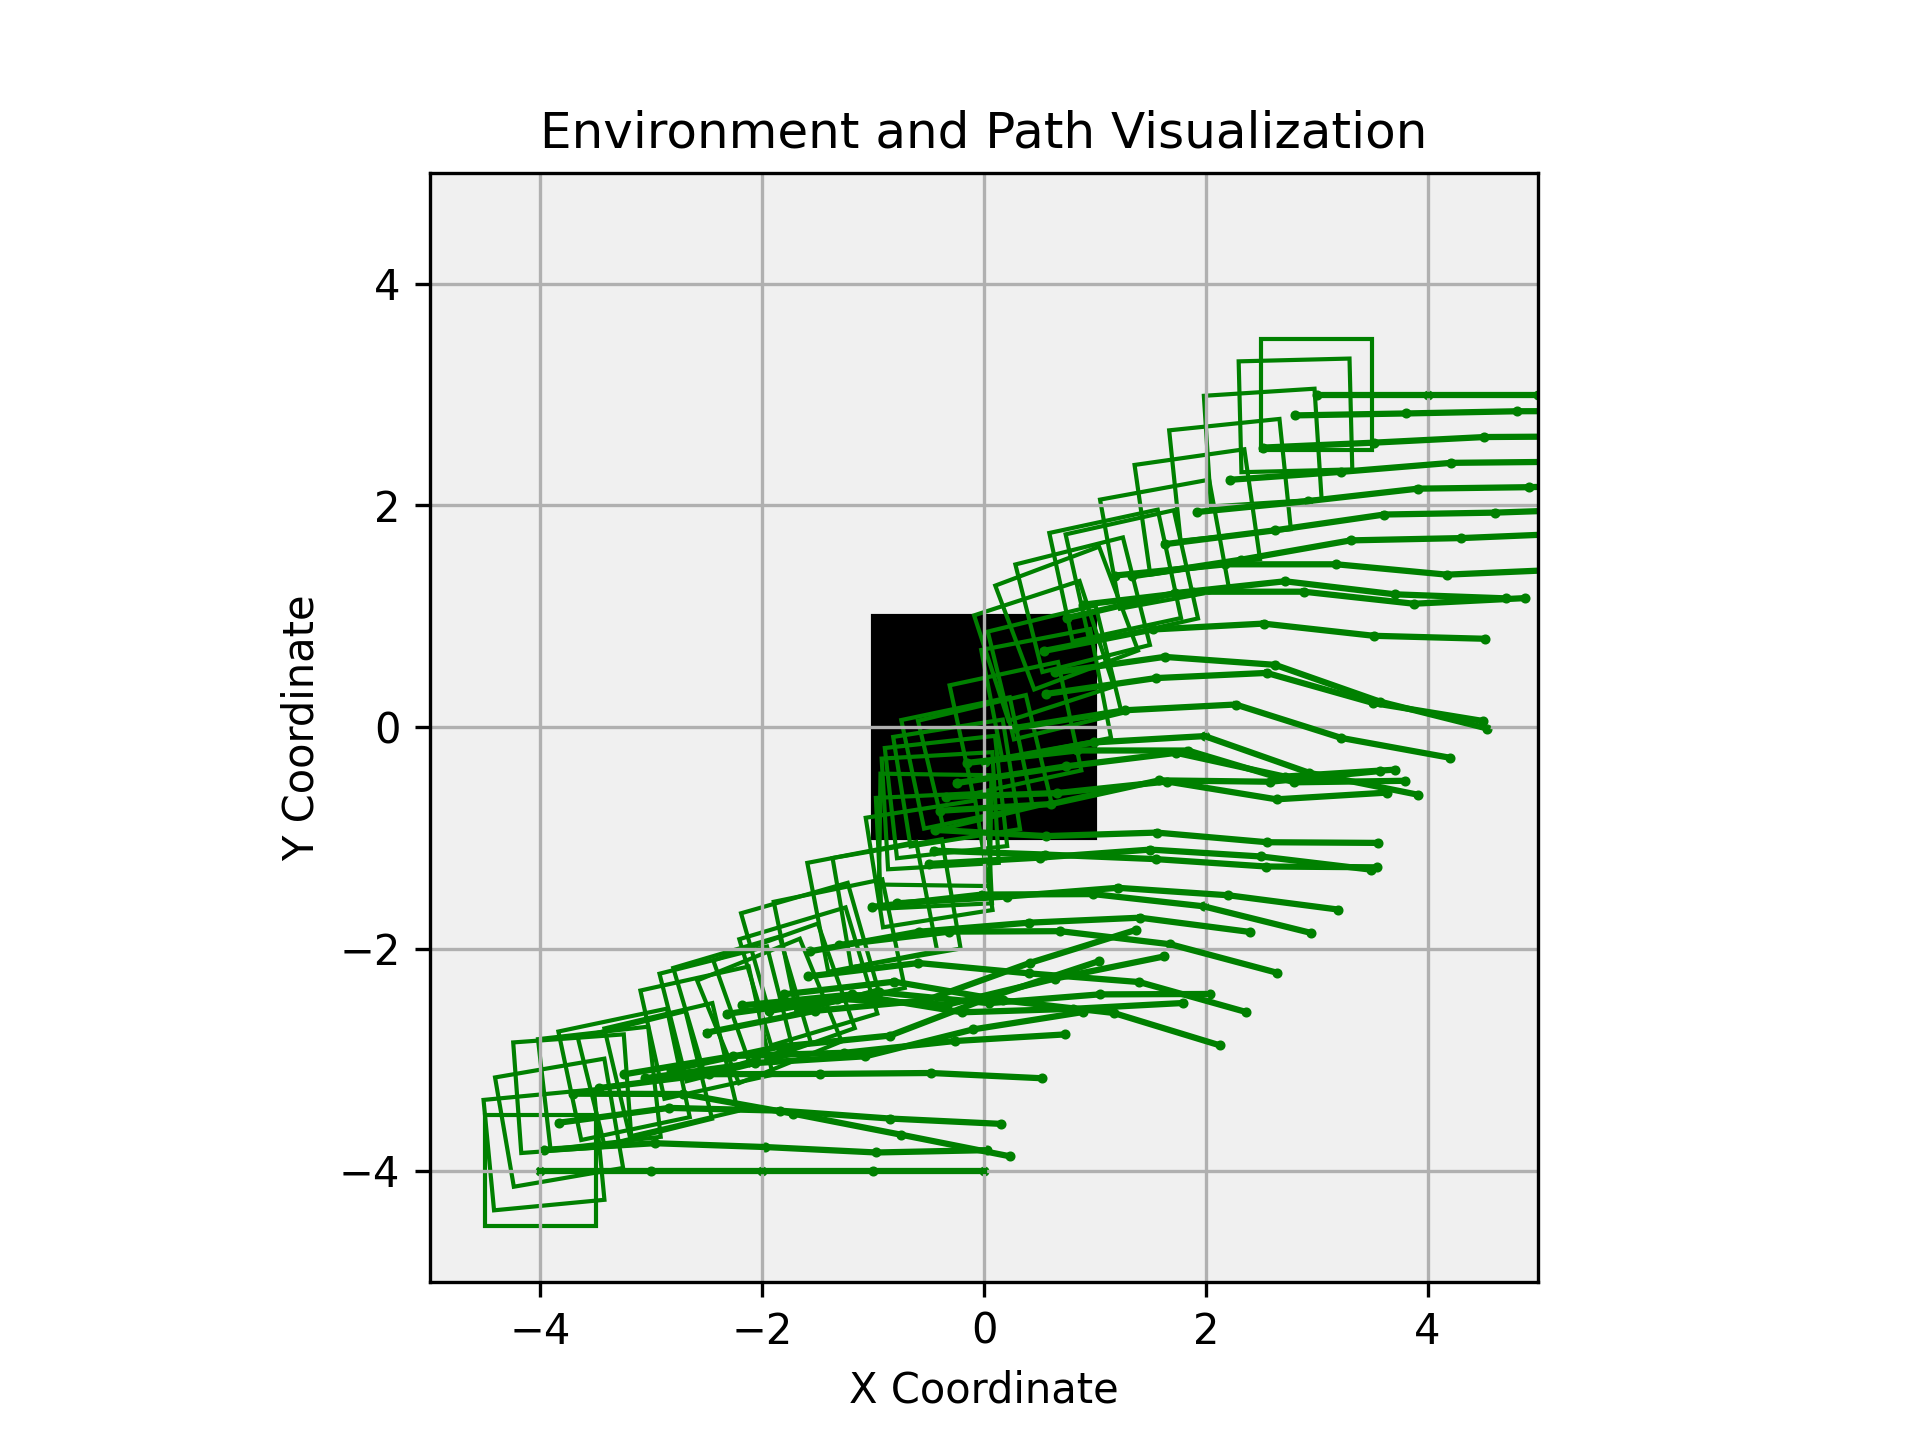 Environment and Path Visualization
4
2
0
−2
−4
Y Coordinate
−4 −2 0 2 4
X Coordinate